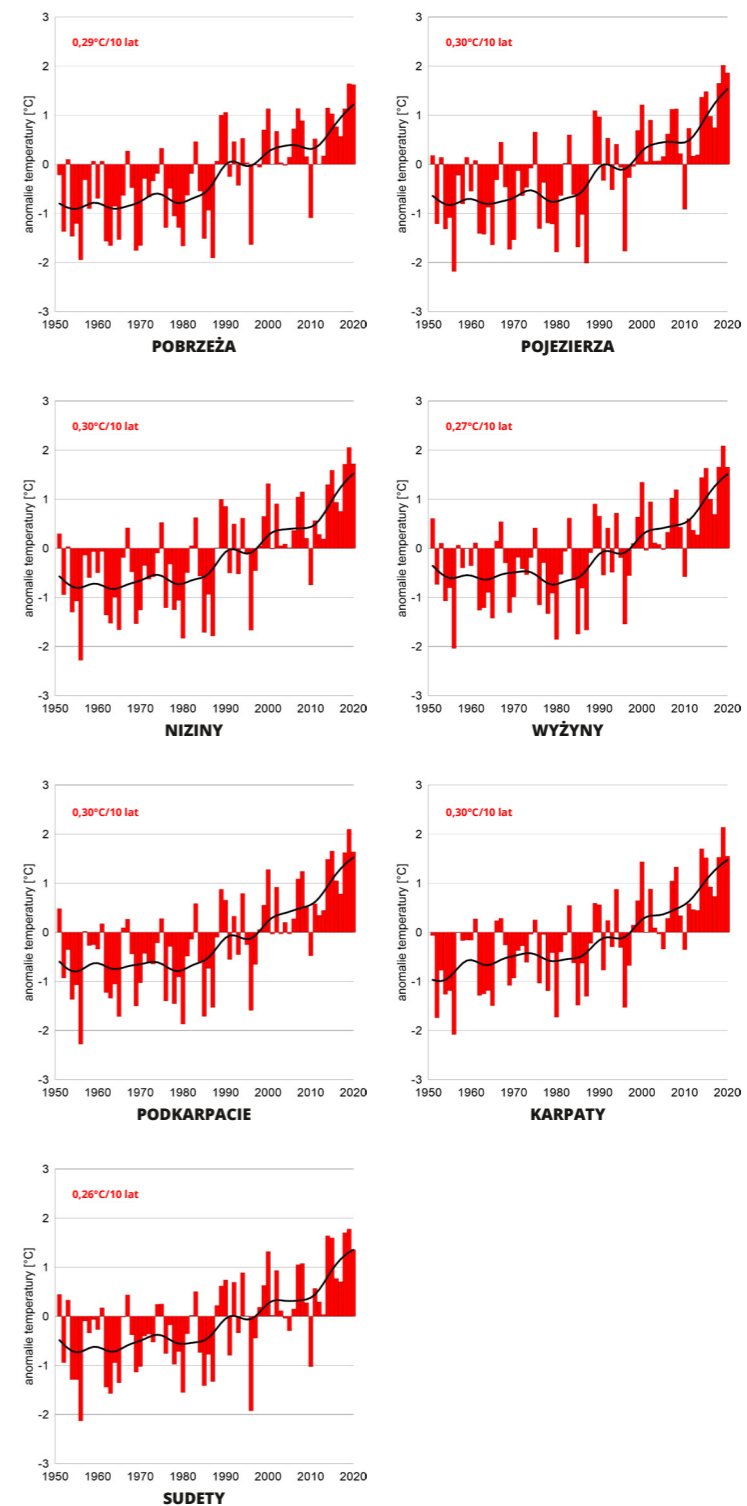 3
0,29°C/10 lat
2
1
0
-1
-2
-3
anomalie temperatury [°C]
1950 1960 1970 1980 1990 2000 2010 2020
POBRZEŻA
3
0,30°C/10 lat
2
1
0
-1
-2
-3
anomalie temperatury [°C]
1950 1960 1970 1980 1990 2000 2010 2020
POJEZIERZA
3
0,30°C/10 lat
2
1
0
-1
-2
-3
anomalie temperatury [°C]
1950 1960 1970 1980 1990 2000 2010 2020
NIZINY
3
0,27°C/10 lat
2
1
0
-1
-2
-3
anomalie temperatury [°C]
1950 1960 1970 1980 1990 2000 2010 2020
WYŻYNY
3
0,30°C/10 lat
2
1
0
-1
-2
-3
anomalie temperatury [°C]
1950 1960 1970 1980 1990 2000 2010 2020
PODKARPACIE
3
0,30°C/10 lat
2
1
0
-1
-2
-3
anomalie temperatury [°C]
1950 1960 1970 1980 1990 2000 2010 2020
KARPATY
3
0,26°C/10 lat
2
1
0
-1
-2
-3
anomalie temperatury [°C]
1950 1960 1970 1980 1990 2000 2010 2020
SUDETY